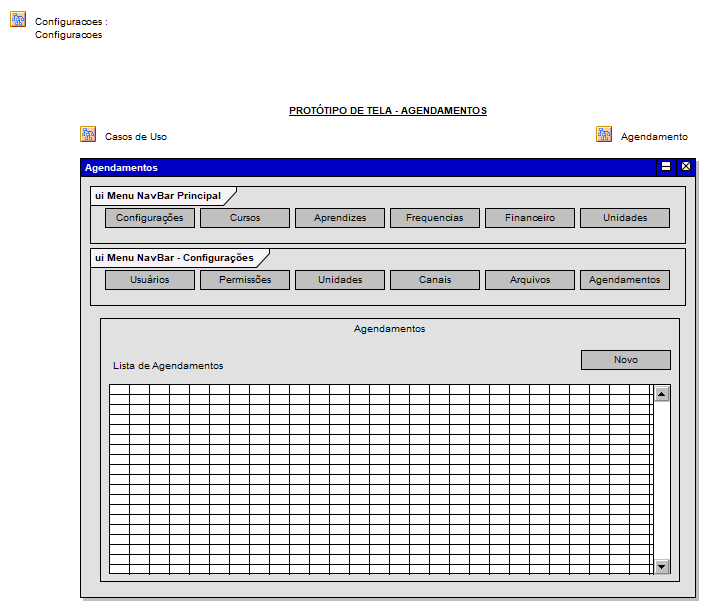 Configuracoes :
Configuracoes
PROTÓTIPO DE TELA - AGENDAMENTOS
Casos de Uso
Agendamento
Agendamentos
ui Menu NavBar Principal
Configurações Cursos Aprendizes Frequencias Financeiro Unidades
ui Menu NavBar - Configurações
Usuários Permissões Unidades Canais Arquivos Agendamentos
Agendamentos
Novo
Lista de Agendamentos